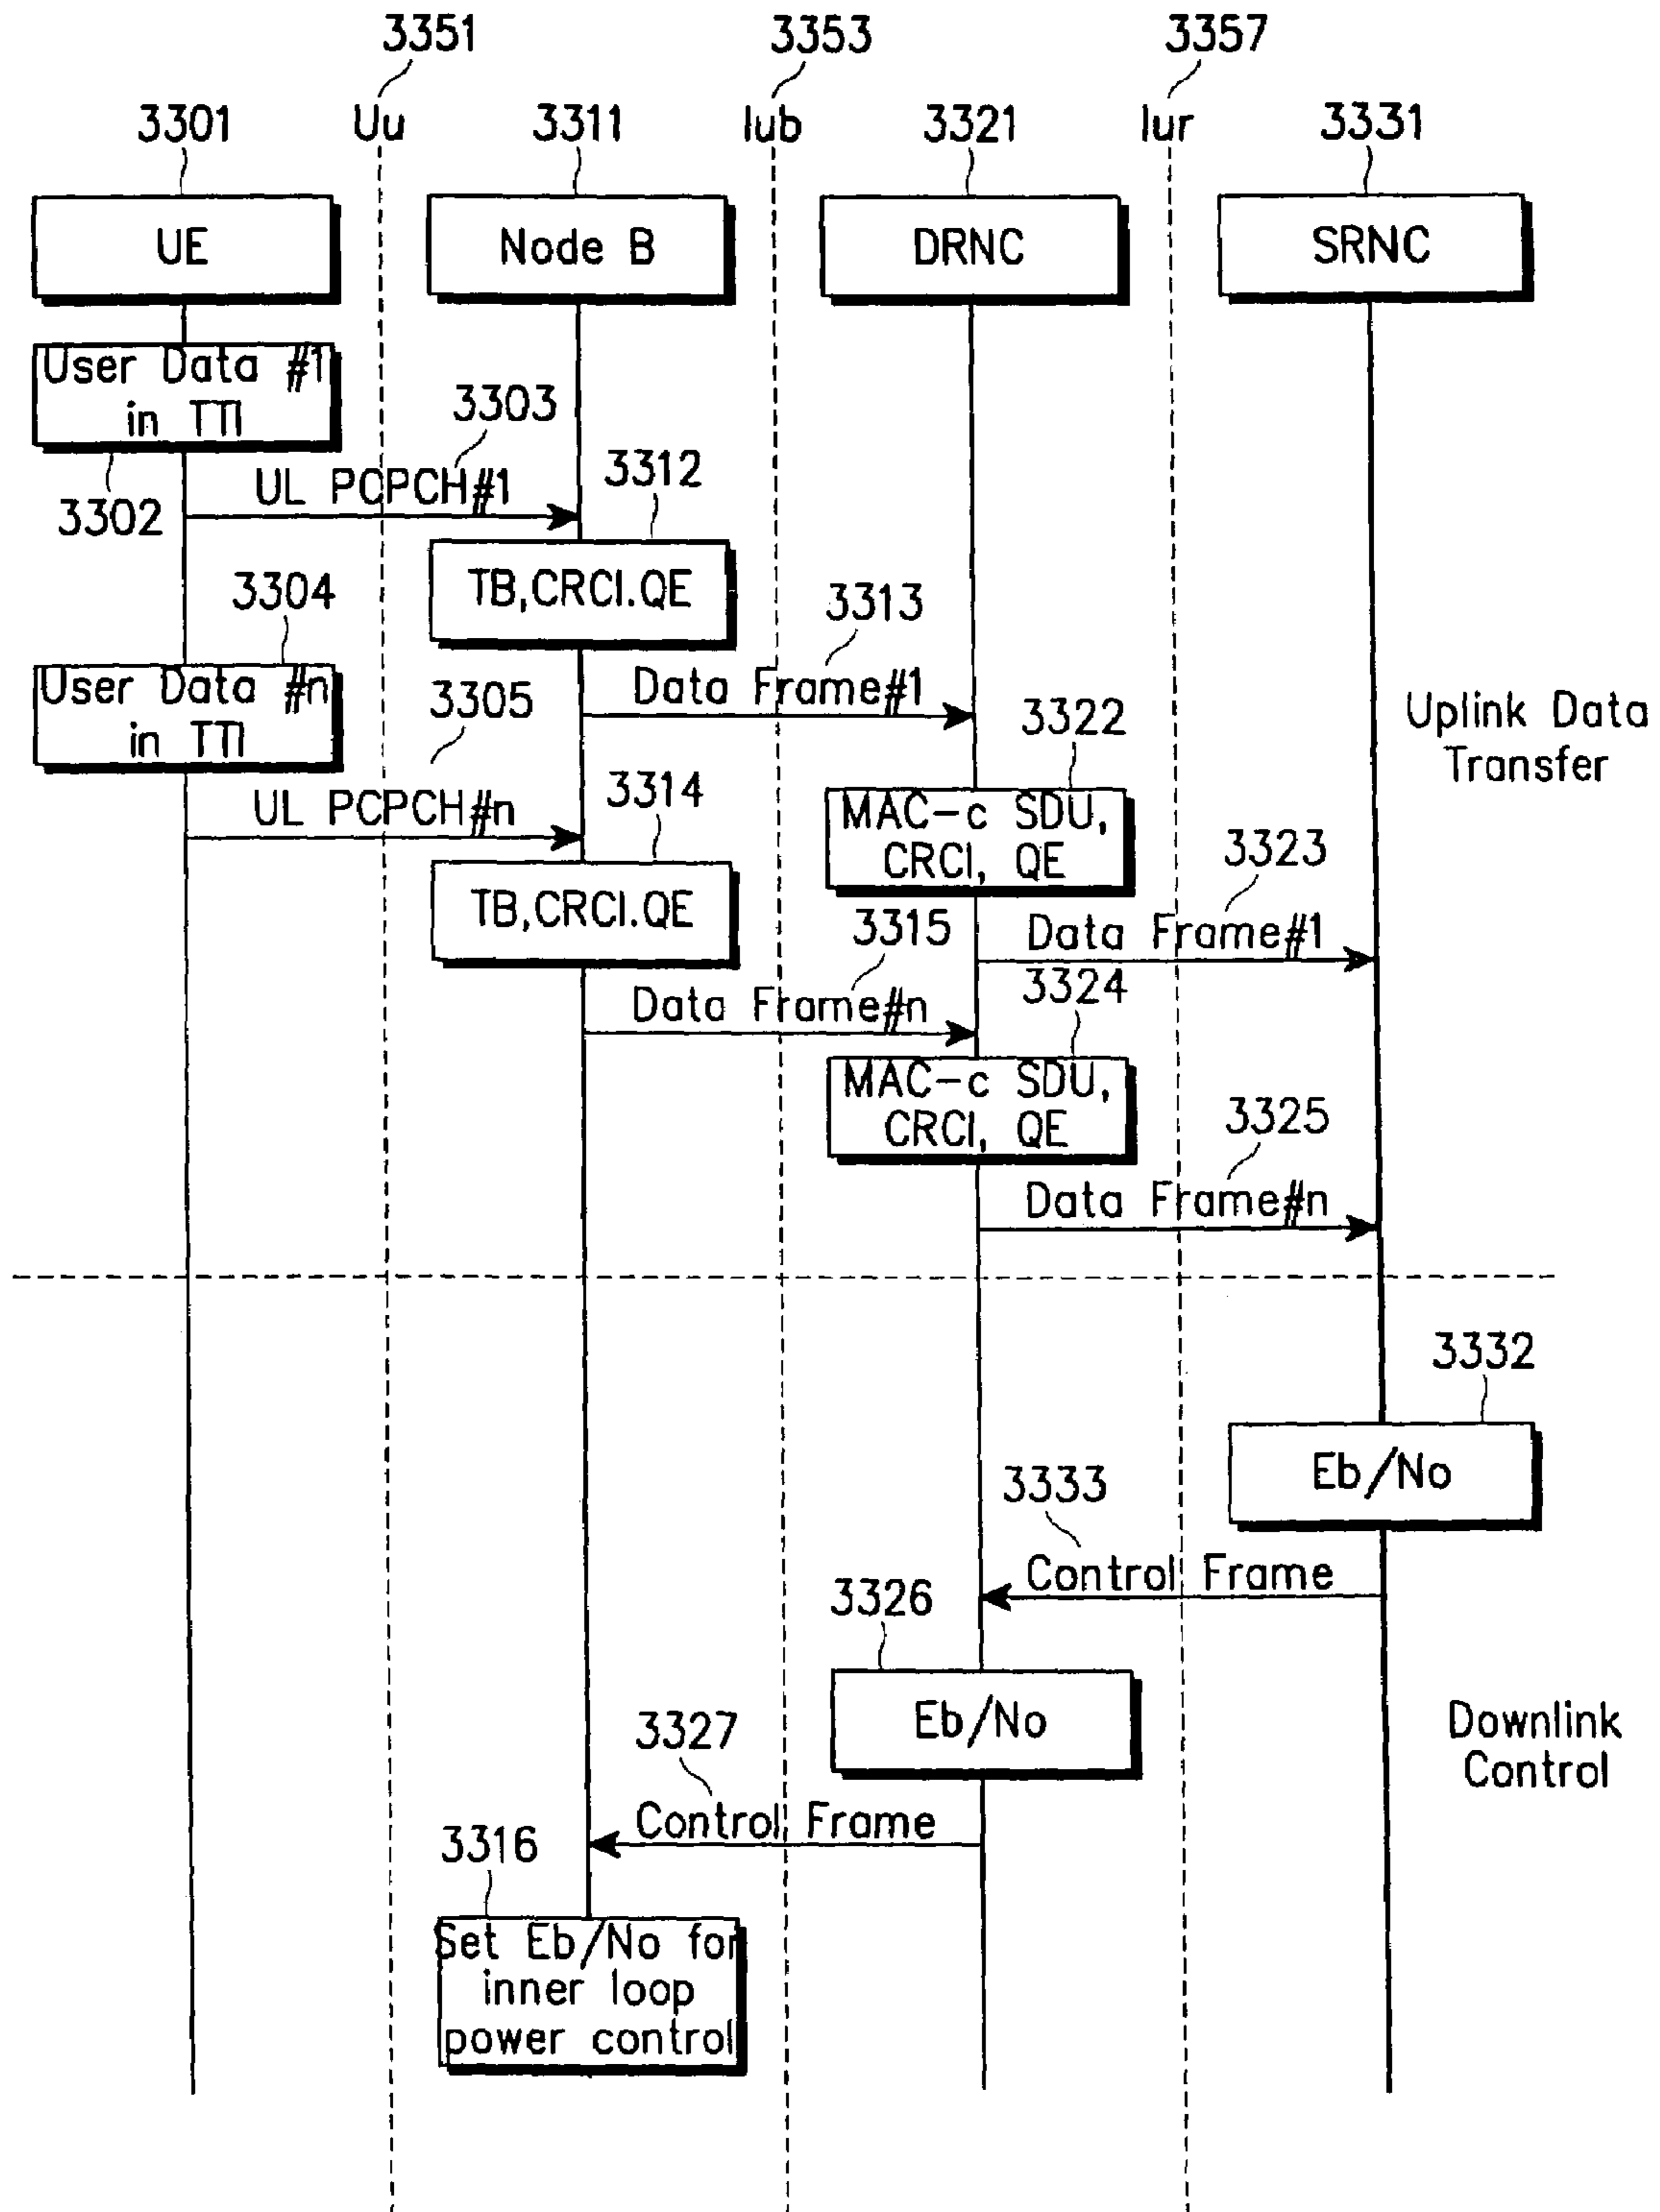 3351
3353
3357
3301
Uu
3311
Iub
3321
Iur
3331
UE
Node B
DRNC
SRNC
User Data #1
in TTI
3303
3302
UL PCPCH#1
3312
TB,CRCI.QE
3304
3313
User Data #n
in TTI
3305
Data Frame#1
3322
Uplink Data
Transfer
UL PCPCH#n
3314
MAC-c SDU,
CRCI, QE
3323
TB,CRCI.QE
3315
Data Frame#1
3324
Data Frame#n
MAC-c SDU,
CRCI, QE
3325
Data Frame#n
3332
Eb/No
3333
Control Frame
3326
Eb/No
3327
Downlink
Control
Control Frame
3316
Set Eb/No for
inner loop
power control